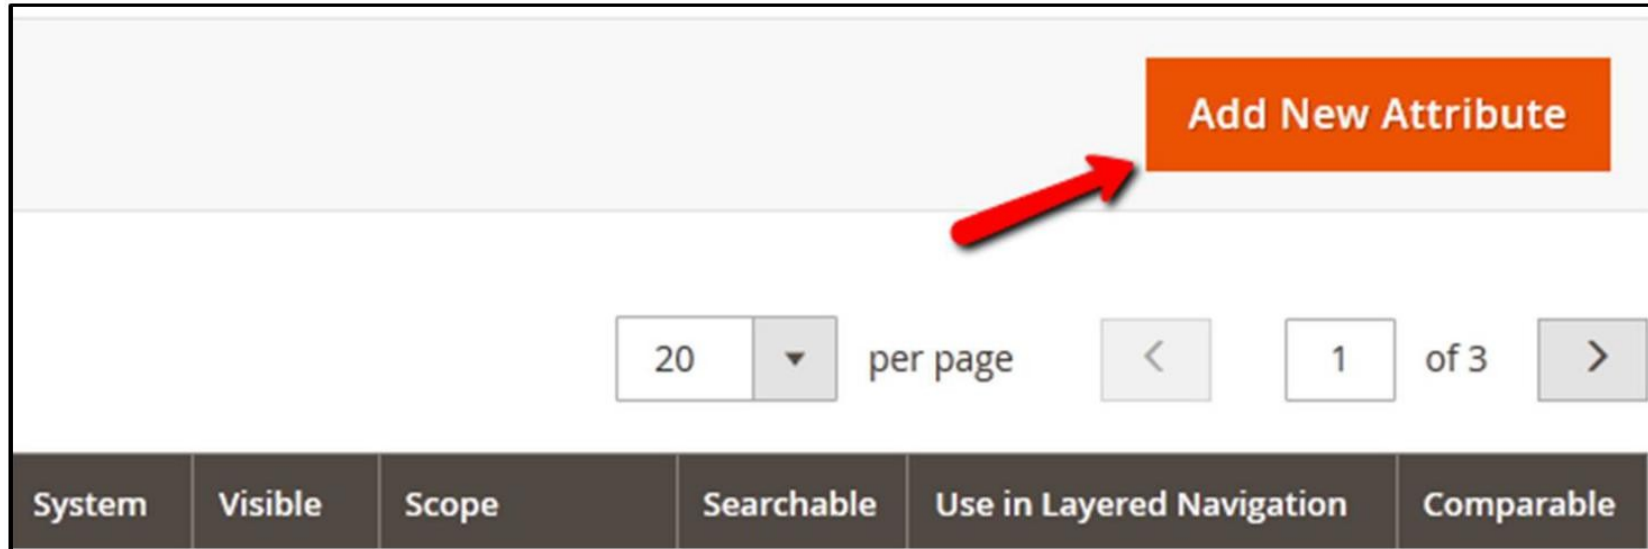 Add New Attribute
20 per page 1 of 3
System Visible Scope Searchable Use in Layered Navigation Comparable